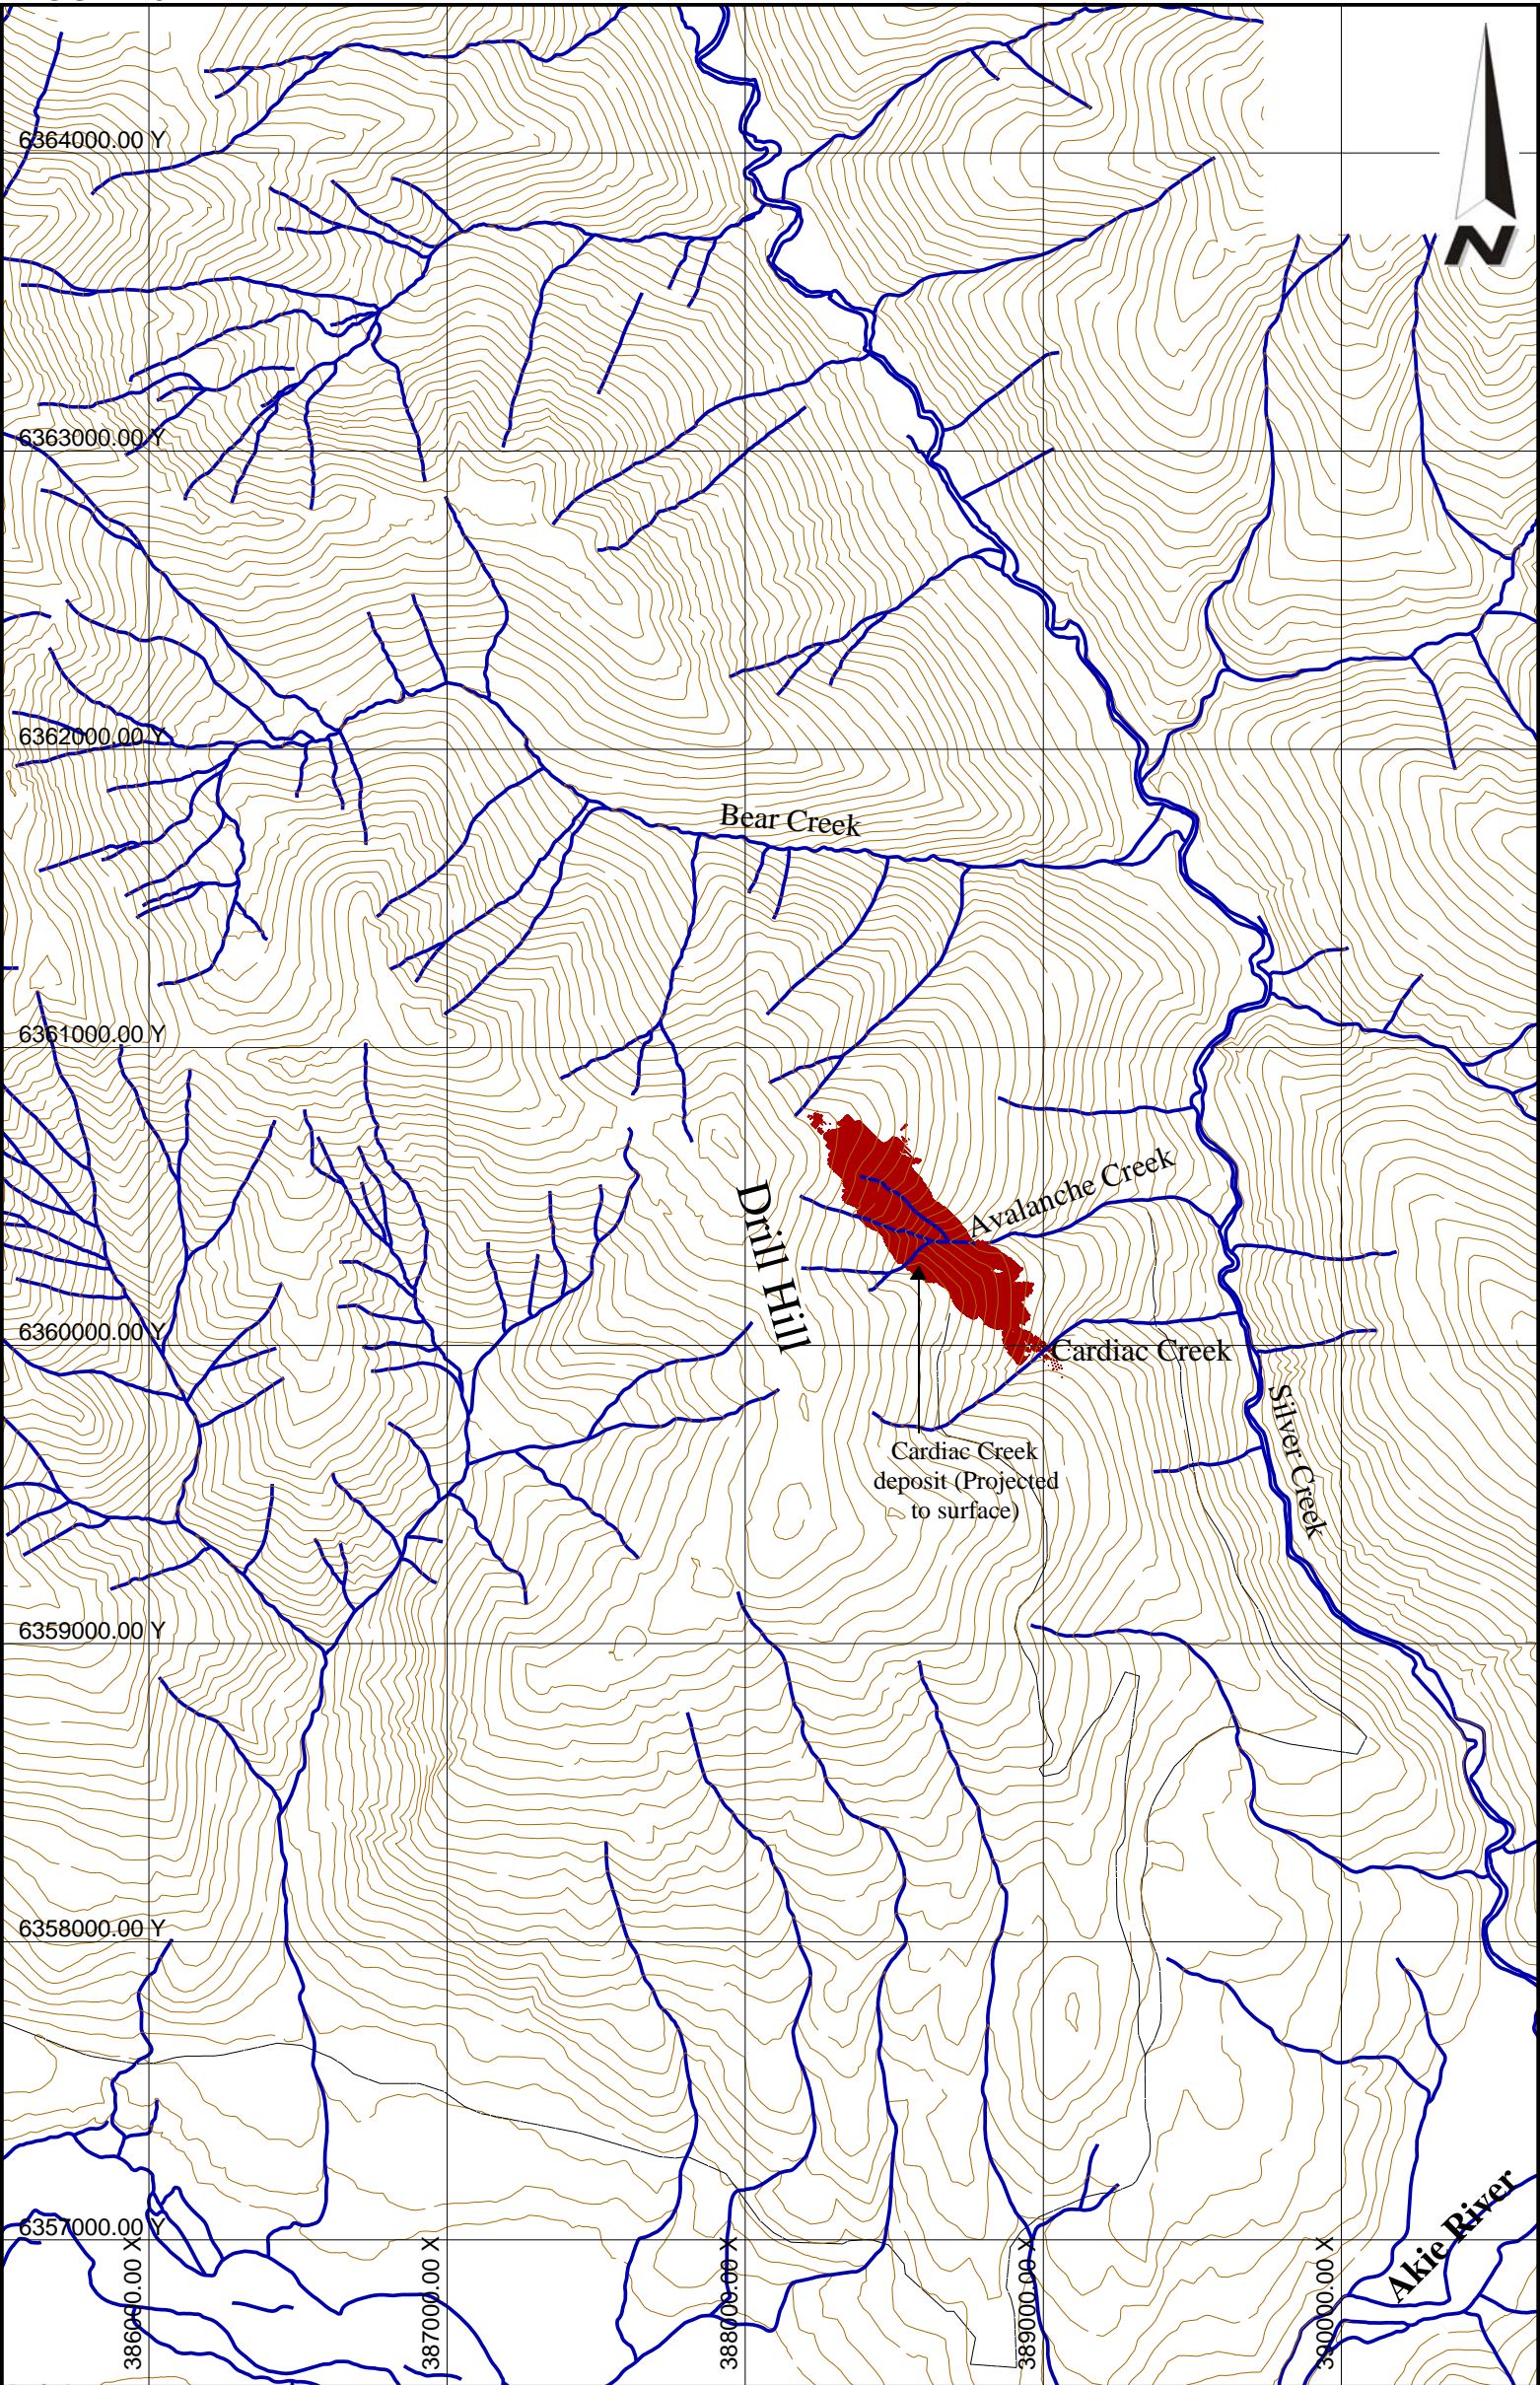 6364000.00 Y
N
6363000.00 Y
6362000.00 Y
Bear Creek
6361000.00 Y
Avalanche Creek
Drill Hill
6360000.00 Y
Cardiac Creek
Silver Creek
Cardiac Creek
deposit (Projected
to surface)
6359000.00 Y
6358000.00 Y
6357000.00 Y
Akie River
386000.00 X
387000.00 X
388000.00 X
389000.00 X
390000.00 X